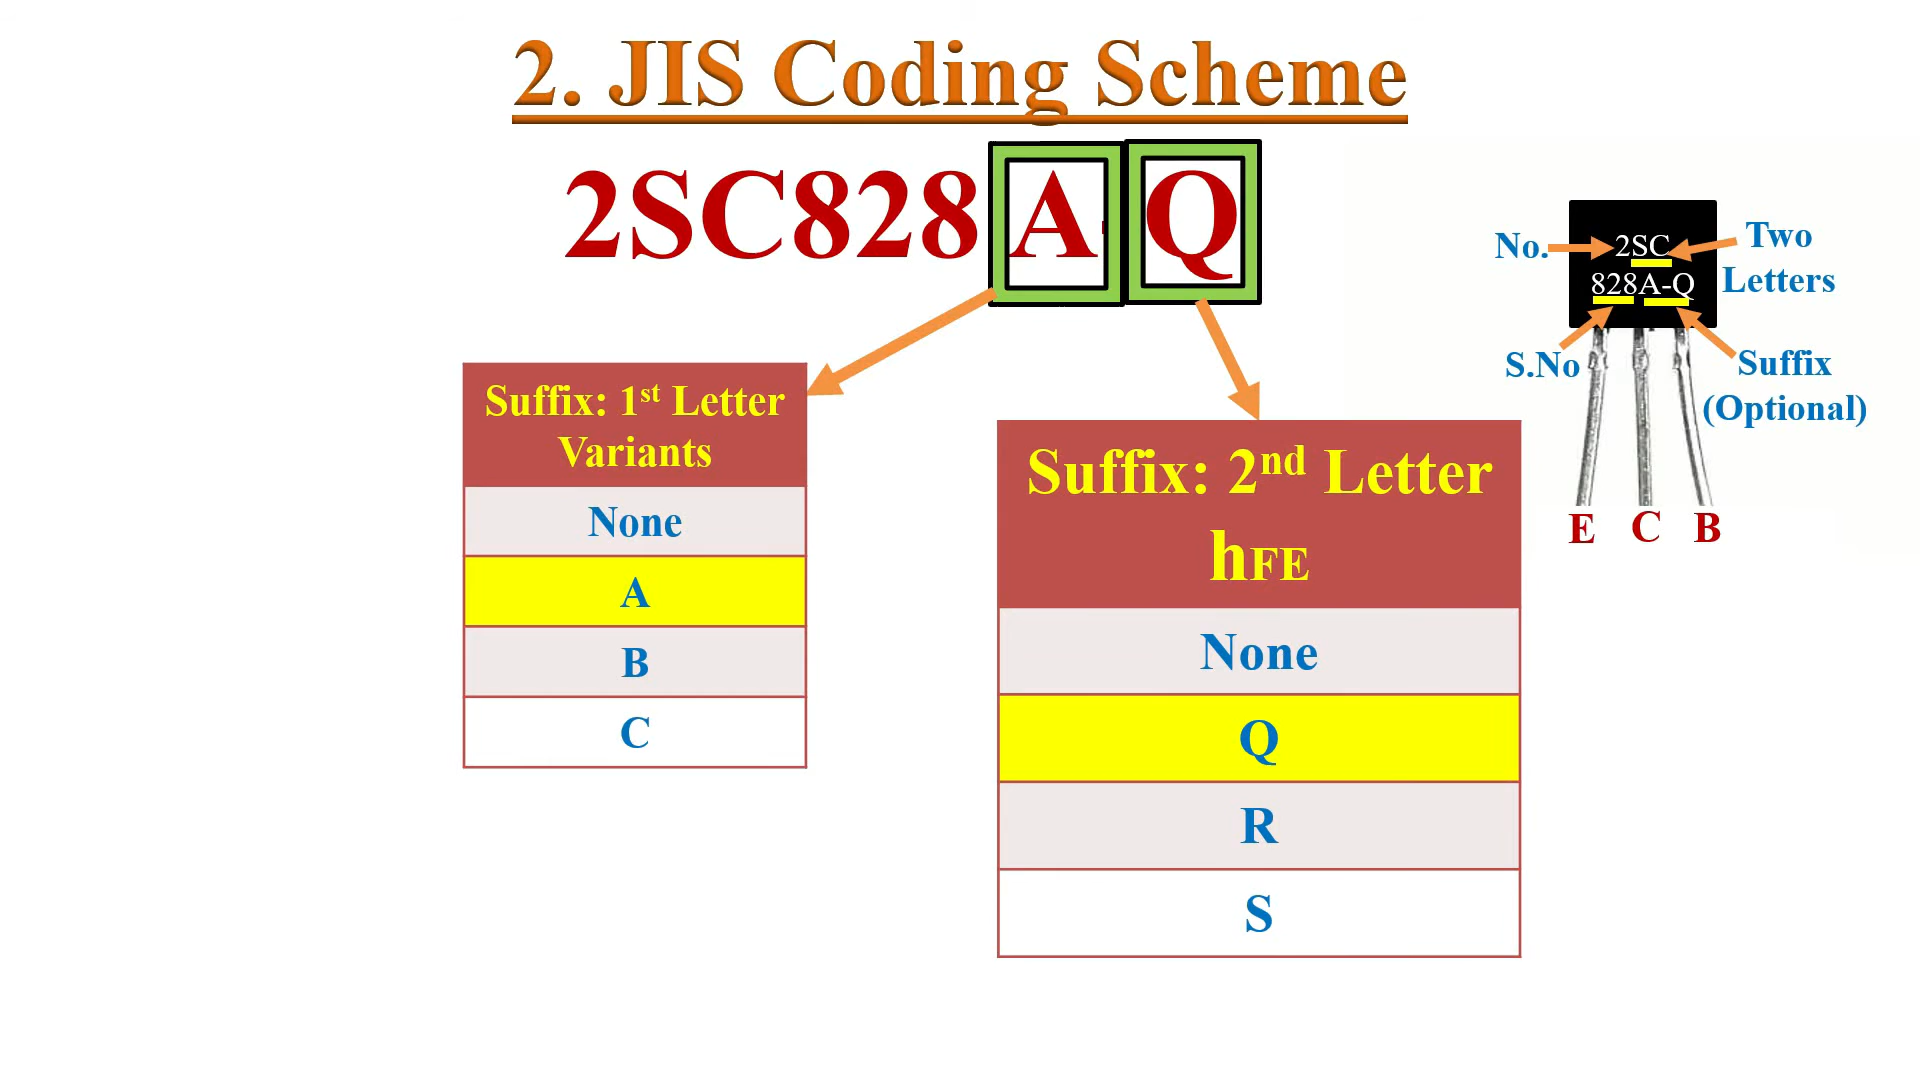 2. JIS Coding Scheme
2SC828A-Q
Suffix: 1st Letter
Variants
None
A
B
C
Suffix: 2nd Letter
hFE
None
Q
R
S
No.
2SC
Two
Letters
828A-Q
S.No
Suffix
(Optional)
E C B